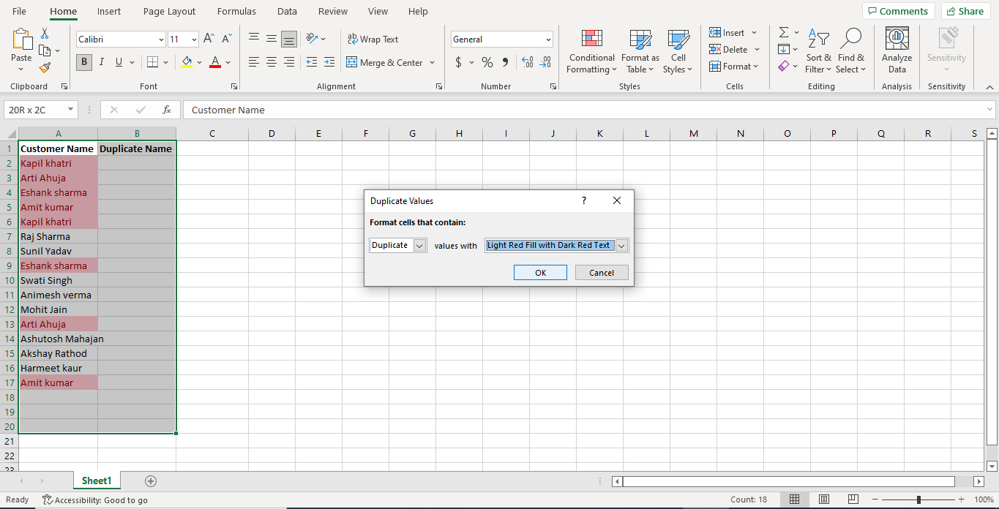 File Home Insert Page Layout Formulas Data Review View Help Comments Share
Calibri 11 A A ab Wrap Text General Insert
Paste B I U A Merge & Center $ % Conditional Formatting Format as Table Cell Styles Delete Format Sort & Filter Find & Select Analyze Data Sensitivity
Clipboard Font Alignment Number Styles Cells Editing Analysis Sensitivity
20R x 2C fx Customer Name
A B C D E F G H I J K L M N O P Q R S
1 Customer Name Duplicate Name
2 Kapil khatri
3 Arti Ahuja
4 Eshank sharma
5 Amit kumar
6 Kapil khatri
7 Raj Sharma
8 Sunil Yadav
9 Eshank sharma
10 Swati Singh
11 Animesh verma
12 Mohit Jain
13 Arti Ahuja
14 Ashutosh Mahajan
15 Akshay Rathod
16 Harmeet kaur
17 Amit kumar
18
19
20
21
22
23
Duplicate Values ?
Format cells that contain:
Duplicate values with Light Red Fill with Dark Red Text
OK Cancel
Sheet1
Ready Accessibility: Good to go Count: 18 100%